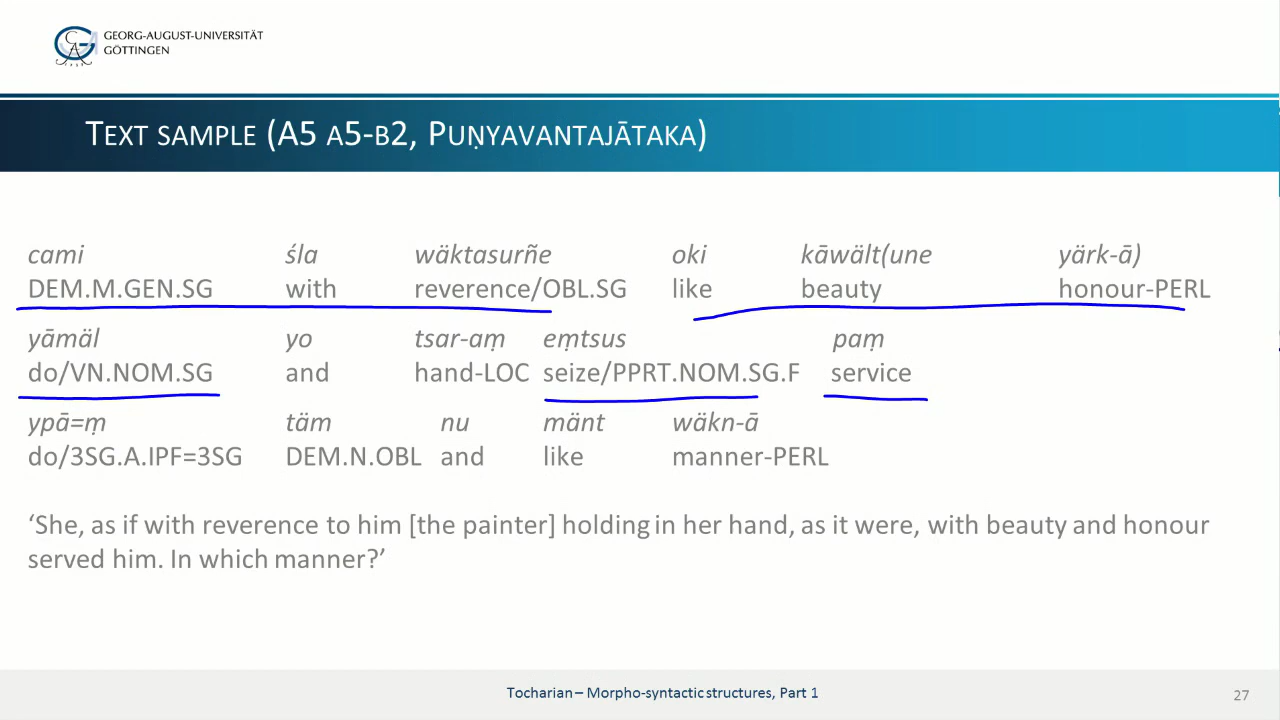 GEORG-AUGUST-UNIVERSITÄT
GÖTTINGEN
TEXT SAMPLE (A5 A5-B2, PUṆYAVANTAJĀTAKA)
cami śla wäktasurñe oki kāwält(une yärk-ā)
DEM.M.GEN.SG with reverence/OBL.SG like beauty honour-PERL
yāmäl yo tsar-aṃ eṃtsus paṃ
do/VN.NOM.SG and hand-LOC seize/PPRT.NOM.SG.F service
ypā=ṃ täm nu mänt wäkn-ā
do/3SG.A.IPF=3SG DEM.N.OBL and like manner-PERL
‘She, as if with reverence to him [the painter] holding in her hand, as it were, with beauty and honour
served him. In which manner?’
Tocharian – Morpho-syntactic structures, Part 1
27